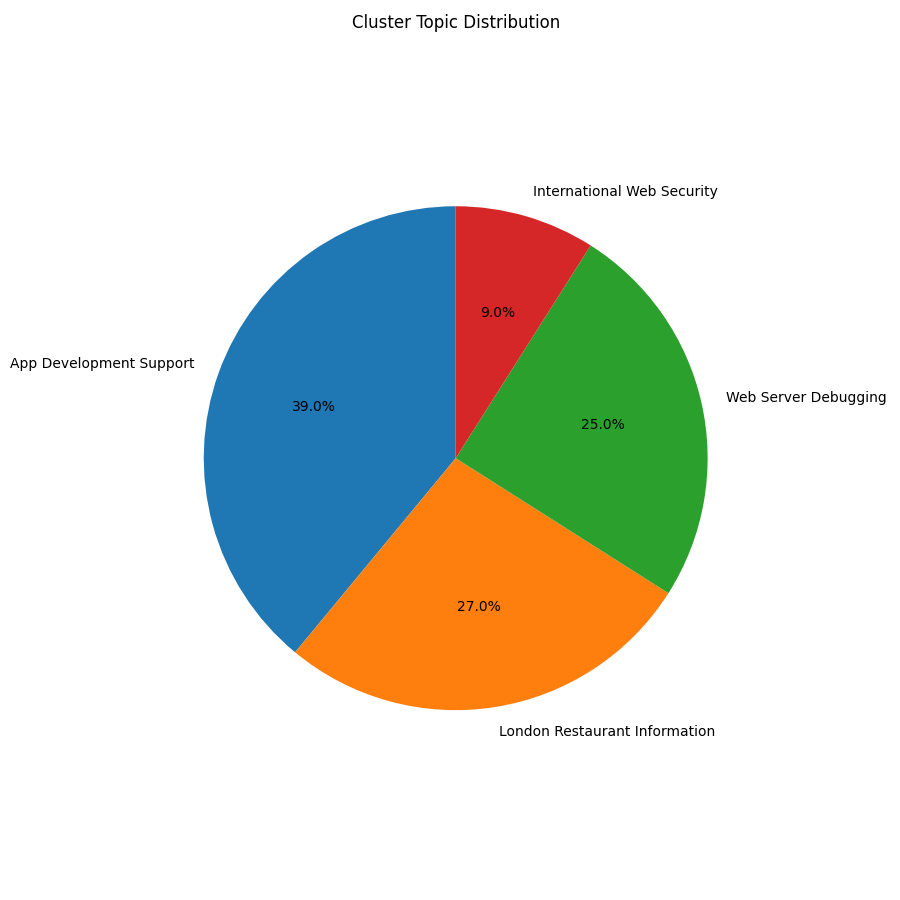 Cluster Topic Distribution
International Web Security
9.0%
App Development Support
39.0%
Web Server Debugging
25.0%
27.0%
London Restaurant Information